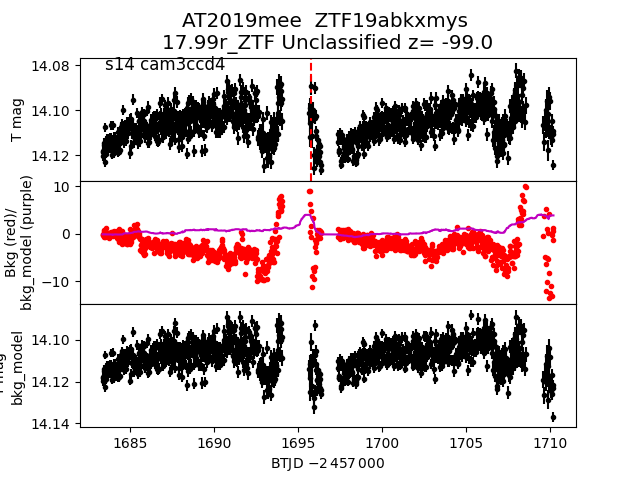 AT2019mee ZTF19abkxmys
17.99r_ZTF Unclassified z= -99.0
s14 cam3ccd4
14.08
14.10
14.12
T mag
10
0
−10
Bkg (red)/
bkg_model (purple)
14.10
14.12
14.14
mag
bkg_model
1685
1690
1695
1700
1705
1710
BTJD −2 457 000